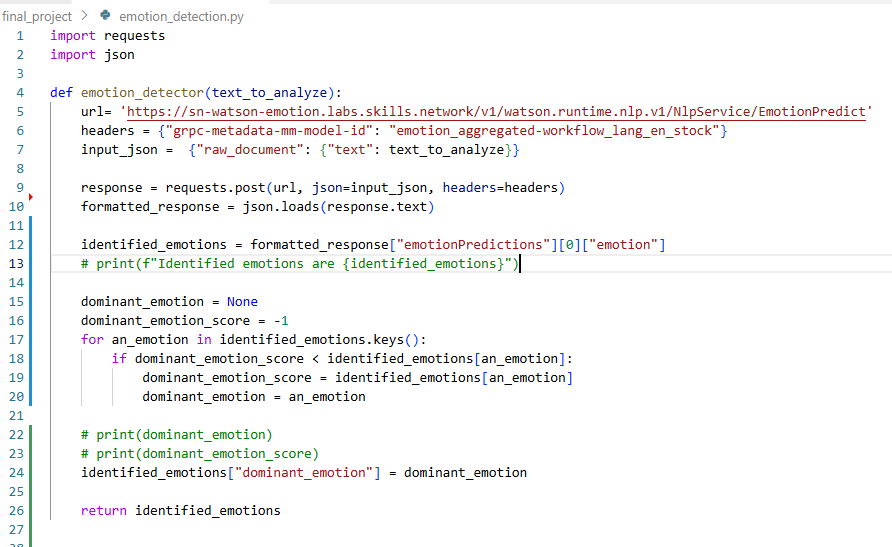 final_project > emotion_detection.py
1 import requests
2 import json
3
4 def emotion_detector(text_to_analyze):
5     url= 'https://sn-watson-emotion.labs.skills.network/v1/watson.runtime.nlp.v1/NlpService/EmotionPredict'
6     headers = {"grpc-metadata-mm-model-id": "emotion_aggregated-workflow_lang_en_stock"}
7     input_json =  {"raw_document": {"text": text_to_analyze}}
8
9     response = requests.post(url, json=input_json, headers=headers)
10     formatted_response = json.loads(response.text)
11
12     identified_emotions = formatted_response["emotionPredictions"][0]["emotion"]
13     # print(f"Identified emotions are {identified_emotions}")
14
15     dominant_emotion = None
16     dominant_emotion_score = -1
17     for an_emotion in identified_emotions.keys():
18         if dominant_emotion_score < identified_emotions[an_emotion]:
19             dominant_emotion_score = identified_emotions[an_emotion]
20             dominant_emotion = an_emotion
21
22     # print(dominant_emotion)
23     # print(dominant_emotion_score)
24     identified_emotions["dominant_emotion"] = dominant_emotion
25
26     return identified_emotions
27
28